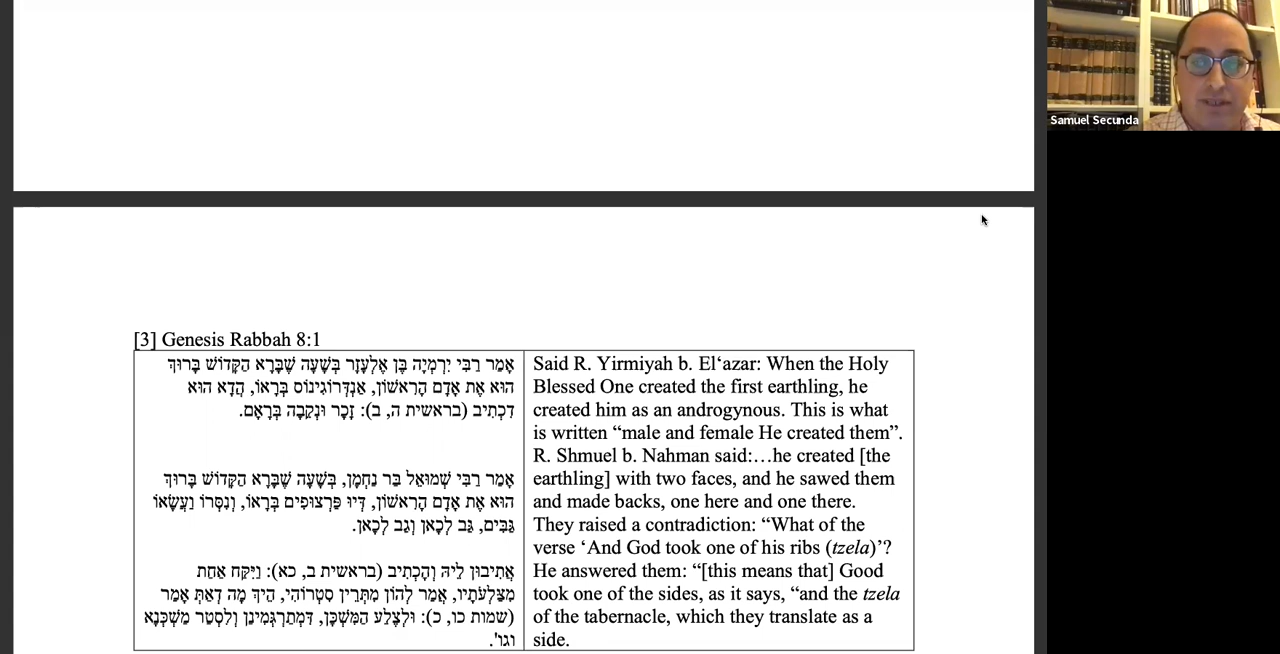 Samuel Secunda
[3] Genesis Rabbah 8:1
אָמַר רַבִּי יִרְמְיָה בֶּן אֶלְעָזָר בְּשָׁעָה שֶׁבָּרָא הַקָּדוֹשׁ בָּרוּךְ
הוּא אֶת אָדָם הָרִאשׁוֹן, אַנְדְּרוֹגִינוֹס בְּרָאוֹ, הֲדָא הוּא
דִכְתִיב (בראשית ה, ב): זָכָר וּנְקֵבָה בְּרָאָם.
אָמַר רַבִּי שְׁמוּאֵל בַּר נַחְמָן, בְּשָׁעָה שֶׁבָּרָא הַקָּדוֹשׁ בָּרוּךְ
הוּא אֶת אָדָם הָרִאשׁוֹן, דְּיוּ פַּרְצוּפִים בְּרָאוֹ, וְנִסְּרוֹ וַעֲשָׂאוֹ
גַּבִּים, גַּב לְכָאן וְגַב לְכָאן.
אֲתִיבוּן לֵיהּ וְהָכְתִיב (בראשית ב, כא): וַיִּקַּח אַחַת
מִצַּלְעֹתָיו, אֲמַר לְהוֹן מִתְּרֵין סִטְרוֹהִי, הֵיךְ מָה דְאַתְּ אָמַר
(שמות כו, כ): וּלְצֶלַע הַמִּשְׁכָּן, דִּמְתַרְגְּמִינַן וְלִסְטַר מַשְׁכְּנָא
וגו'.
Said R. Yirmiyah b. El‘azar: When the Holy
Blessed One created the first earthling, he
created him as an androgynous. This is what
is written “male and female He created them”.
R. Shmuel b. Nahman said:…he created [the
earthling] with two faces, and he sawed them
and made backs, one here and one there.
They raised a contradiction: “What of the
verse ‘And God took one of his ribs (tzela)’?
He answered them: “[this means that] Good
took one of the sides, as it says, “and the tzela
of the tabernacle, which they translate as a
side.